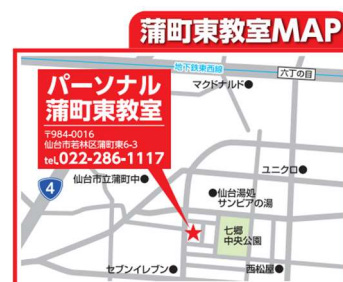 蒲町東教室MAP
地下鉄東西線
六丁の目
マクドナルド
パーソナル
蒲町東教室
〒984-0016
仙台市若林区蒲町東6-3
tel.022-286-1117
ユニクロ
仙台市立蒲町中
4
仙台湯処
サンピアの湯
七郷
中央公園
セブンイレブン
西松屋